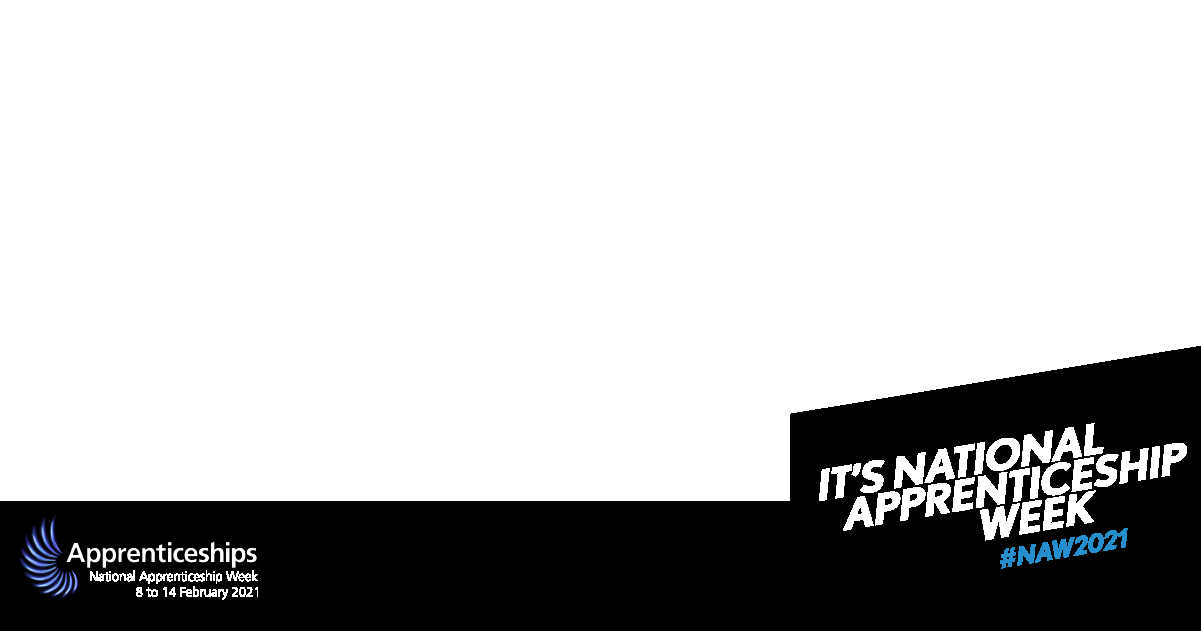 IT'S NATIONAL
APPRENTICESHIP
WEEK
#NAW2021
Apprenticeships
National Apprenticeship Week
8 to 14 February 2021